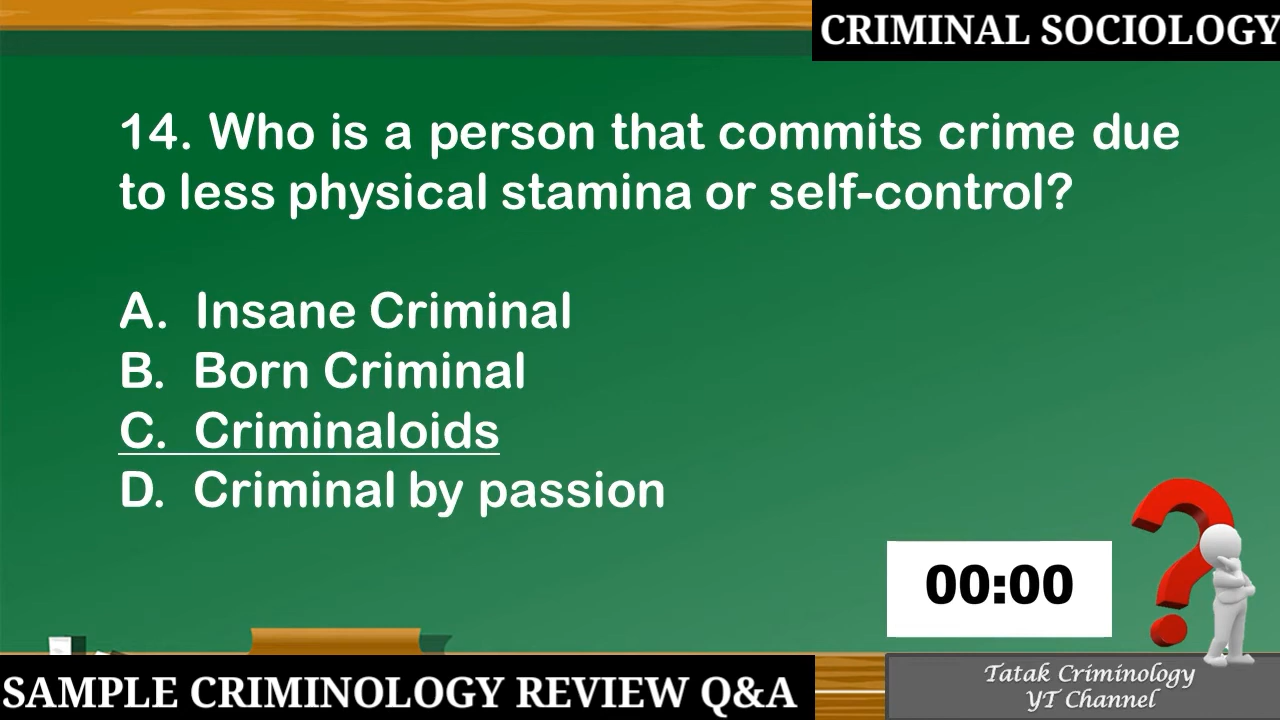 CRIMINAL SOCIOLOGY
14. Who is a person that commits crime due
to less physical stamina or self-control?
A. Insane Criminal
B. Born Criminal
C. Criminaloids
D. Criminal by passion
00:00
SAMPLE CRIMINOLOGY REVIEW Q&A
Tatak Criminology
YT Channel